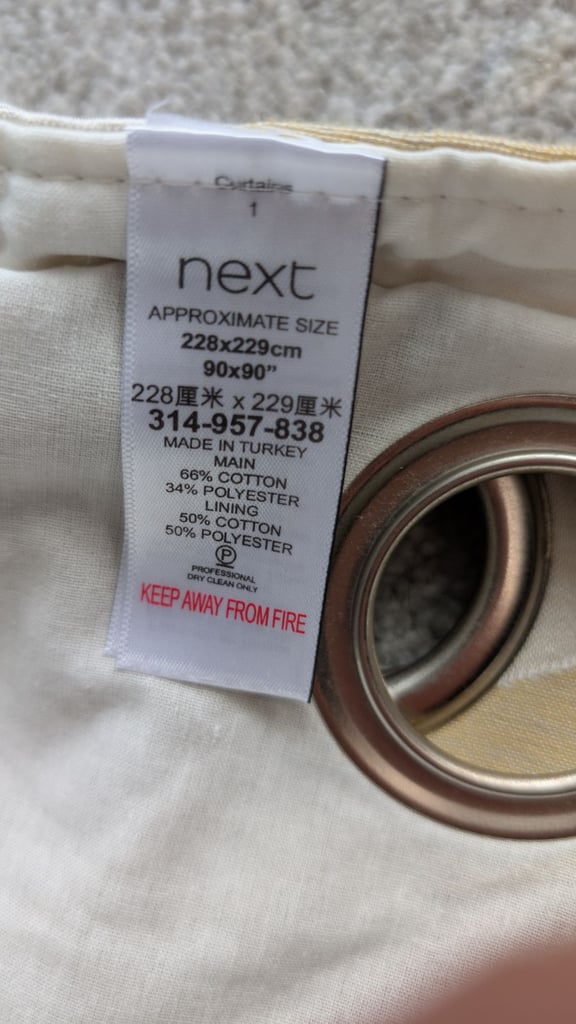 Curtains
1
next
APPROXIMATE SIZE
228x229cm
90x90”
228厘米 x 229厘米
314-957-838
MADE IN TURKEY
MAIN
66% COTTON
34% POLYESTER
LINING
50% COTTON
50% POLYESTER
P
PROFESSIONAL
DRY CLEAN ONLY
KEEP AWAY FROM FIRE